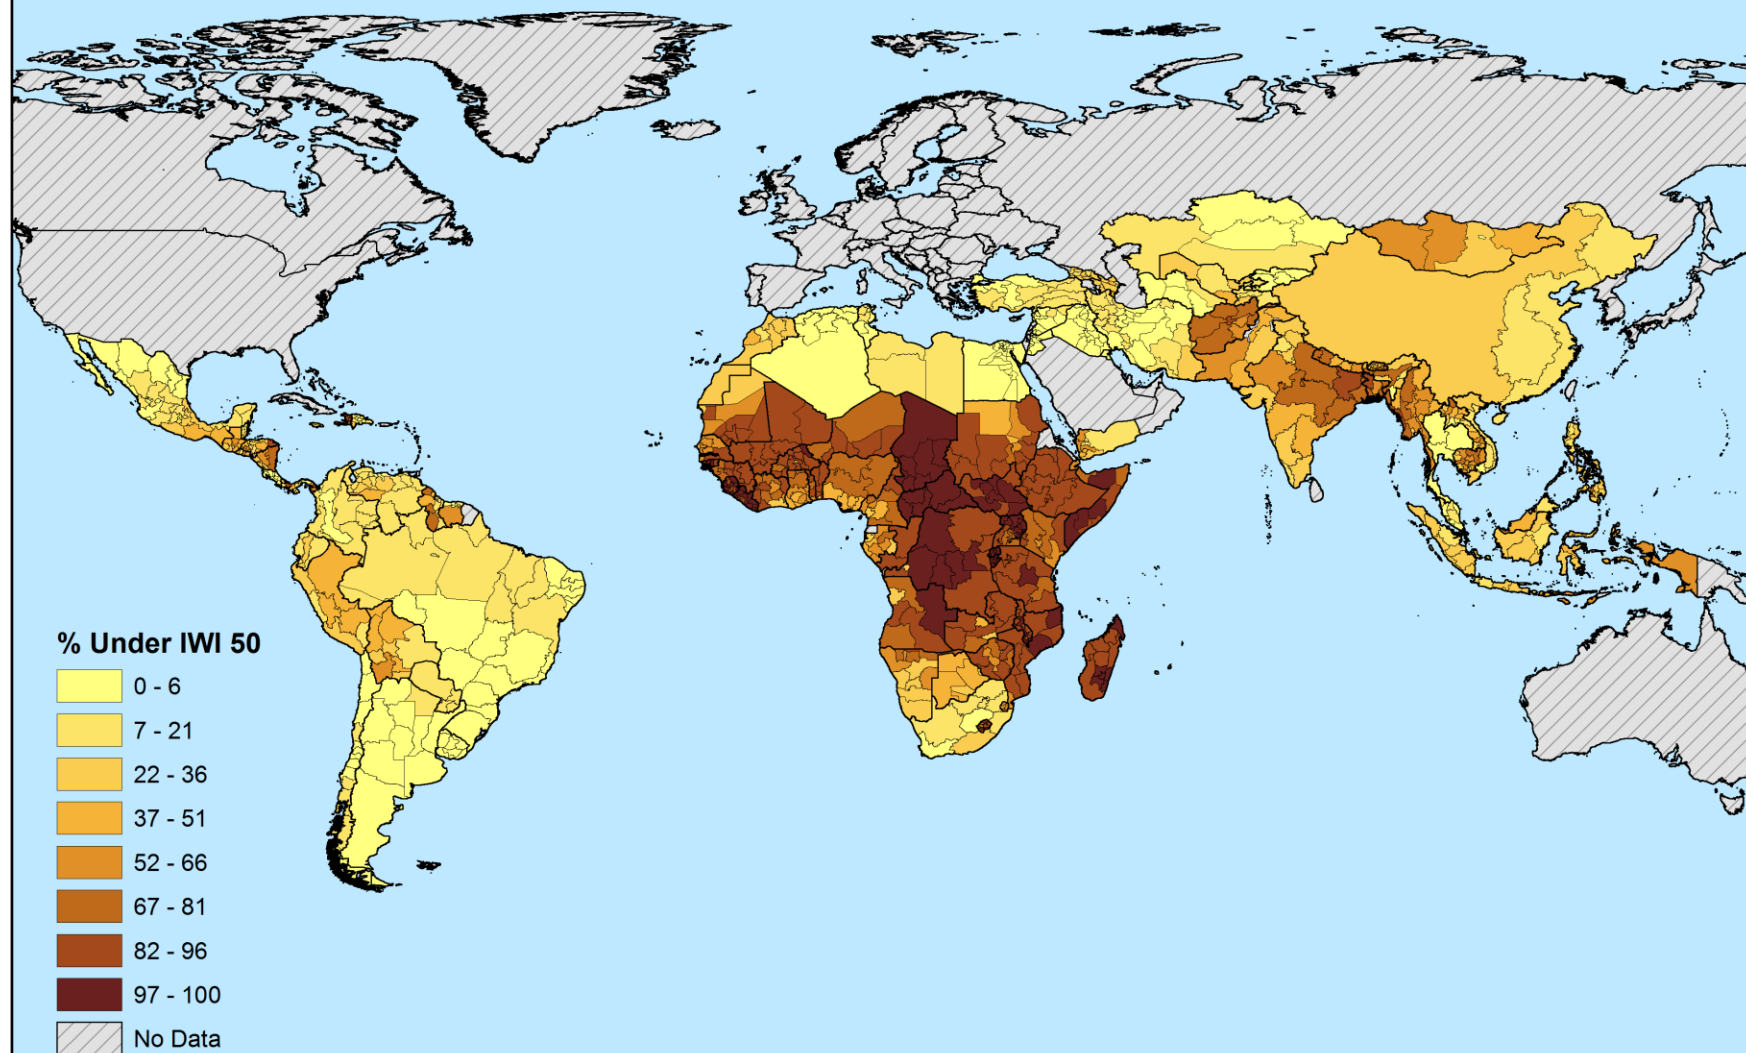 % Under IWI 50
0 - 6
7 - 21
22 - 36
37 - 51
52 - 66
67 - 81
82 - 96
97 - 100
No Data